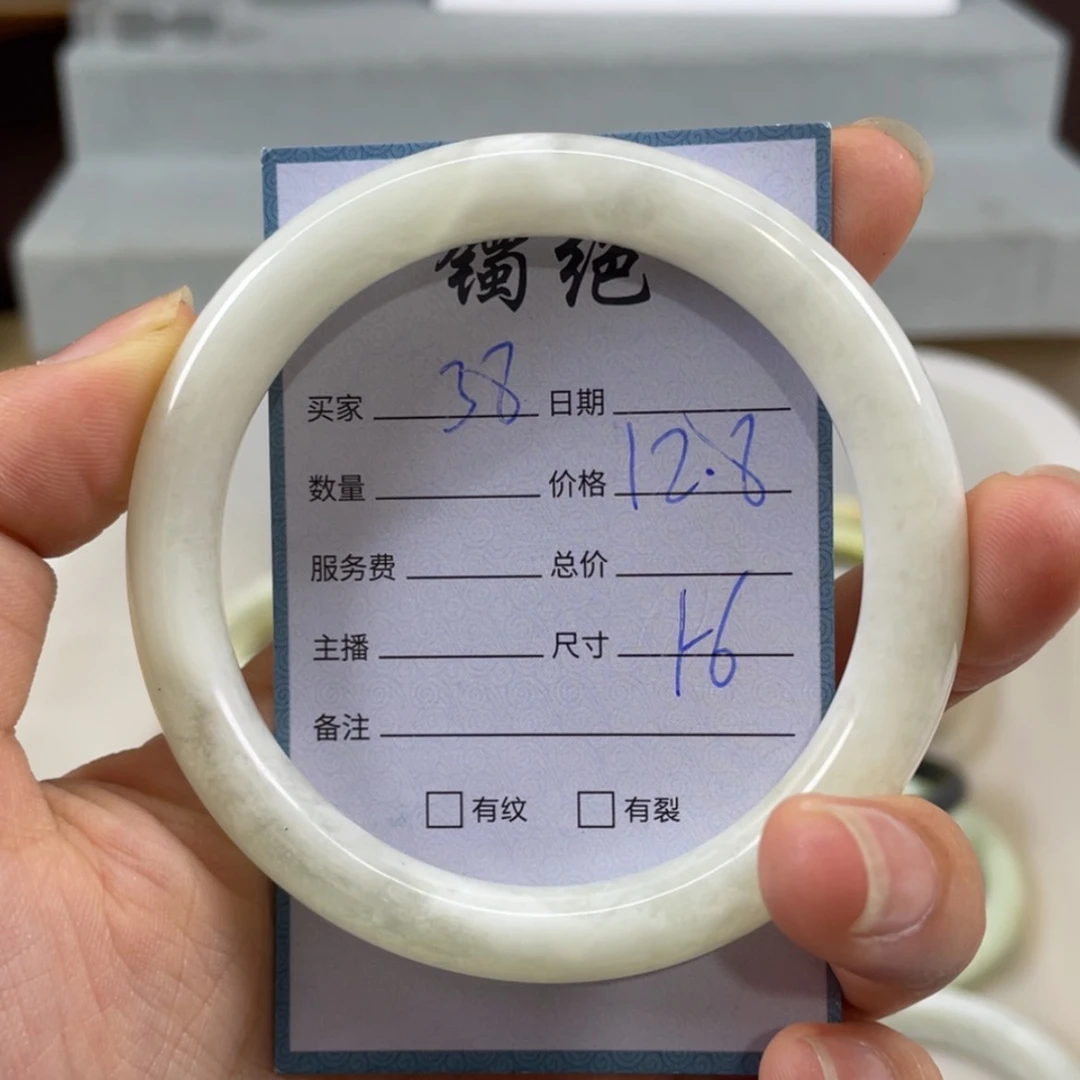 镯绝
买家 38 日期
数量 价格 12.8
服务费 总价
主播 尺寸
备注
□有纹 □有裂